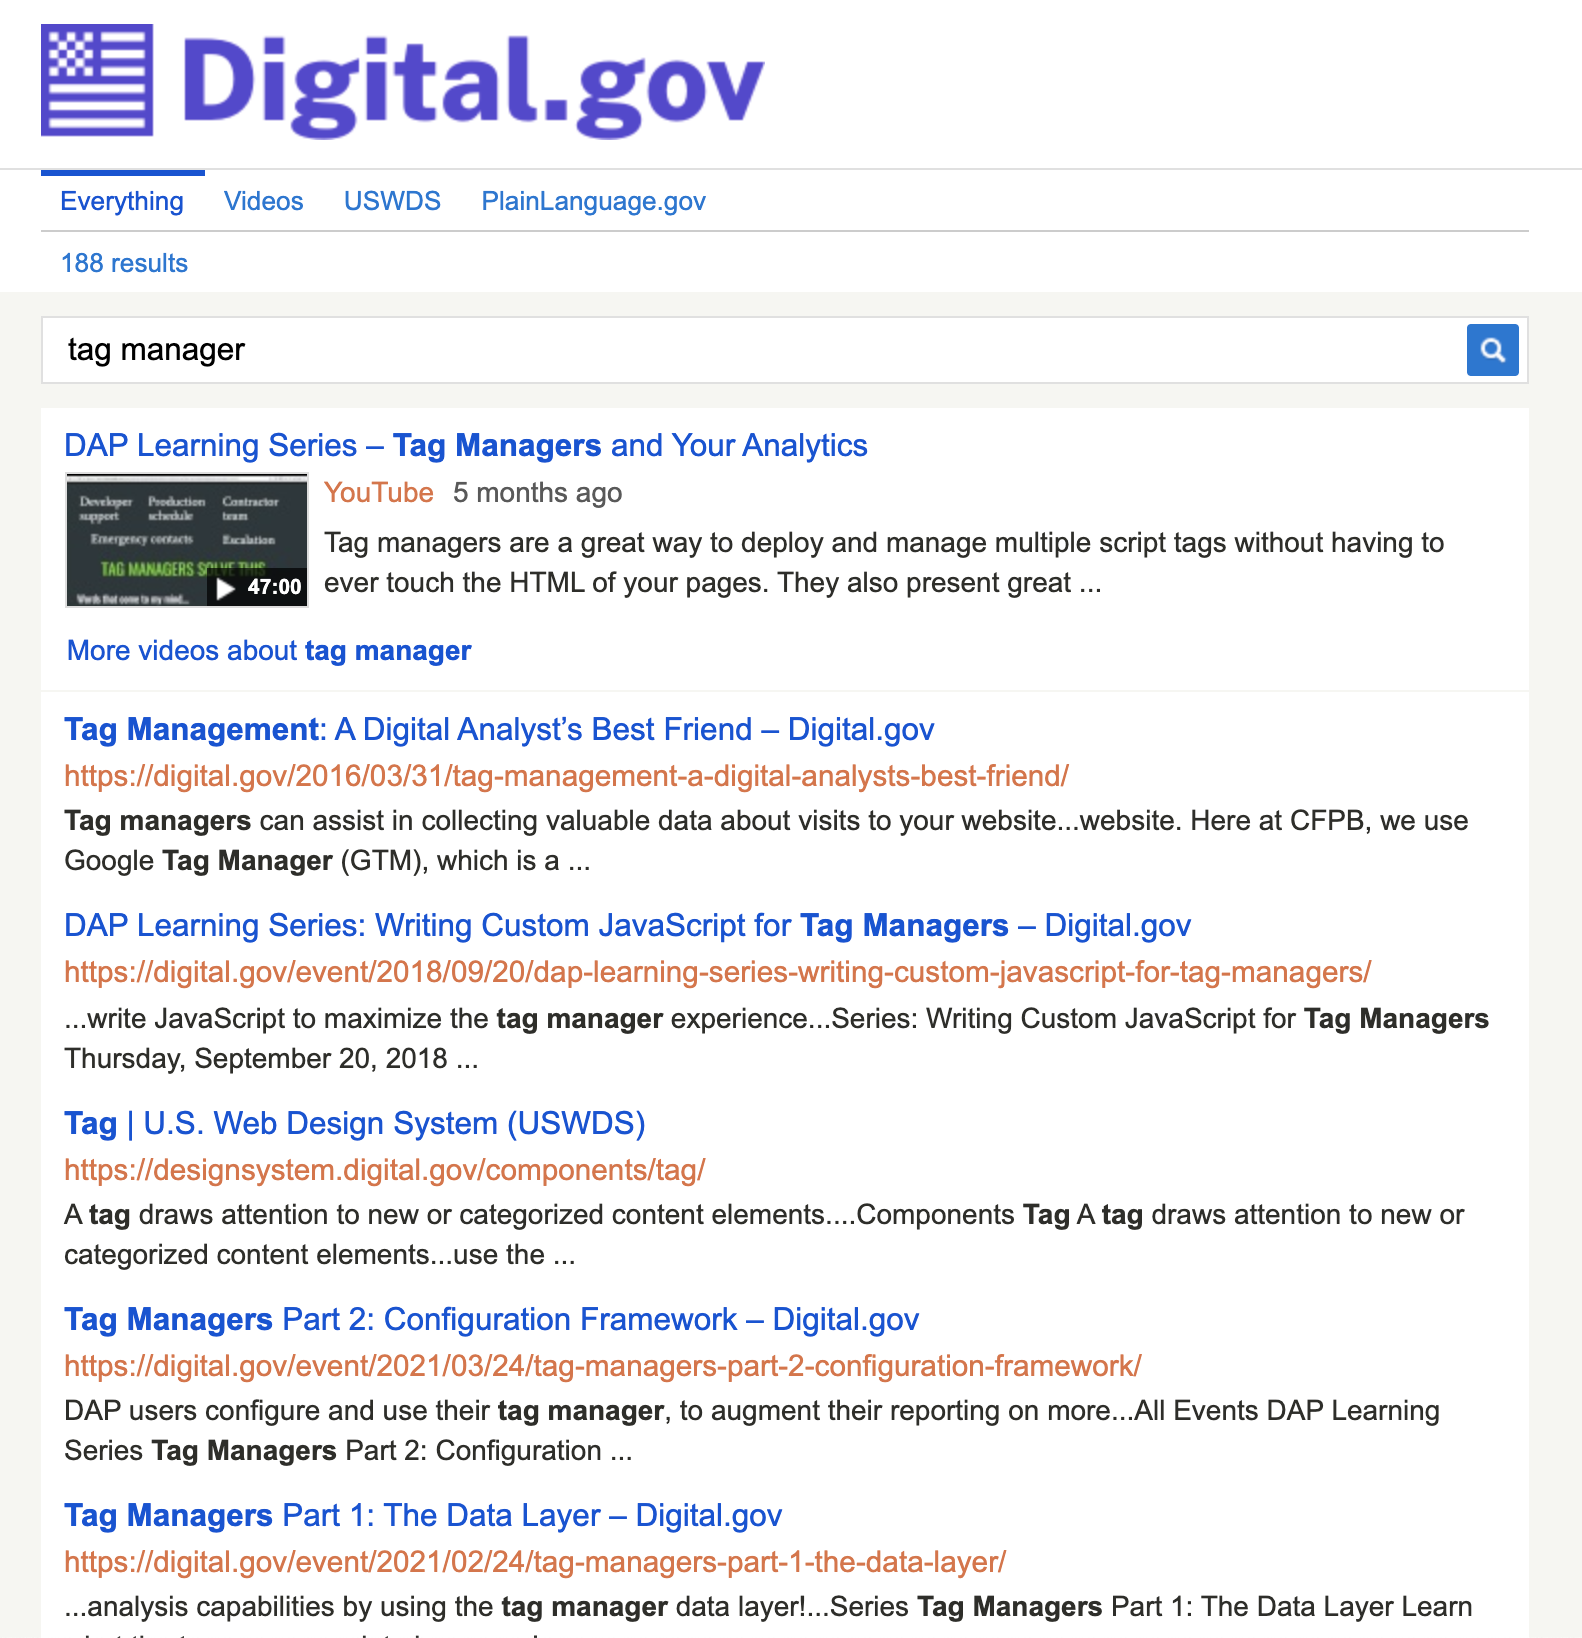 Digital.gov
Everything Videos USWDS PlainLanguage.gov
188 results
tag manager
DAP Learning Series – Tag Managers and Your Analytics
Developer support
Production schedule
Contractor team
Emergency contacts Escalation
TAG MANAGERS SOLVE THIS
Words that come to my mind...
47:00
YouTube 5 months ago
Tag managers are a great way to deploy and manage multiple script tags without having to
ever touch the HTML of your pages. They also present great ...
More videos about tag manager
Tag Management: A Digital Analyst’s Best Friend – Digital.gov
https://digital.gov/2016/03/31/tag-management-a-digital-analysts-best-friend/
Tag managers can assist in collecting valuable data about visits to your website...website. Here at CFPB, we use
Google Tag Manager (GTM), which is a ...
DAP Learning Series: Writing Custom JavaScript for Tag Managers – Digital.gov
https://digital.gov/event/2018/09/20/dap-learning-series-writing-custom-javascript-for-tag-managers/
...write JavaScript to maximize the tag manager experience...Series: Writing Custom JavaScript for Tag Managers
Thursday, September 20, 2018 ...
Tag | U.S. Web Design System (USWDS)
https://designsystem.digital.gov/components/tag/
A tag draws attention to new or categorized content elements....Components Tag A tag draws attention to new or
categorized content elements...use the ...
Tag Managers Part 2: Configuration Framework – Digital.gov
https://digital.gov/event/2021/03/24/tag-managers-part-2-configuration-framework/
DAP users configure and use their tag manager, to augment their reporting on more...All Events DAP Learning
Series Tag Managers Part 2: Configuration ...
Tag Managers Part 1: The Data Layer – Digital.gov
https://digital.gov/event/2021/02/24/tag-managers-part-1-the-data-layer/
...analysis capabilities by using the tag manager data layer!...Series Tag Managers Part 1: The Data Layer Learn